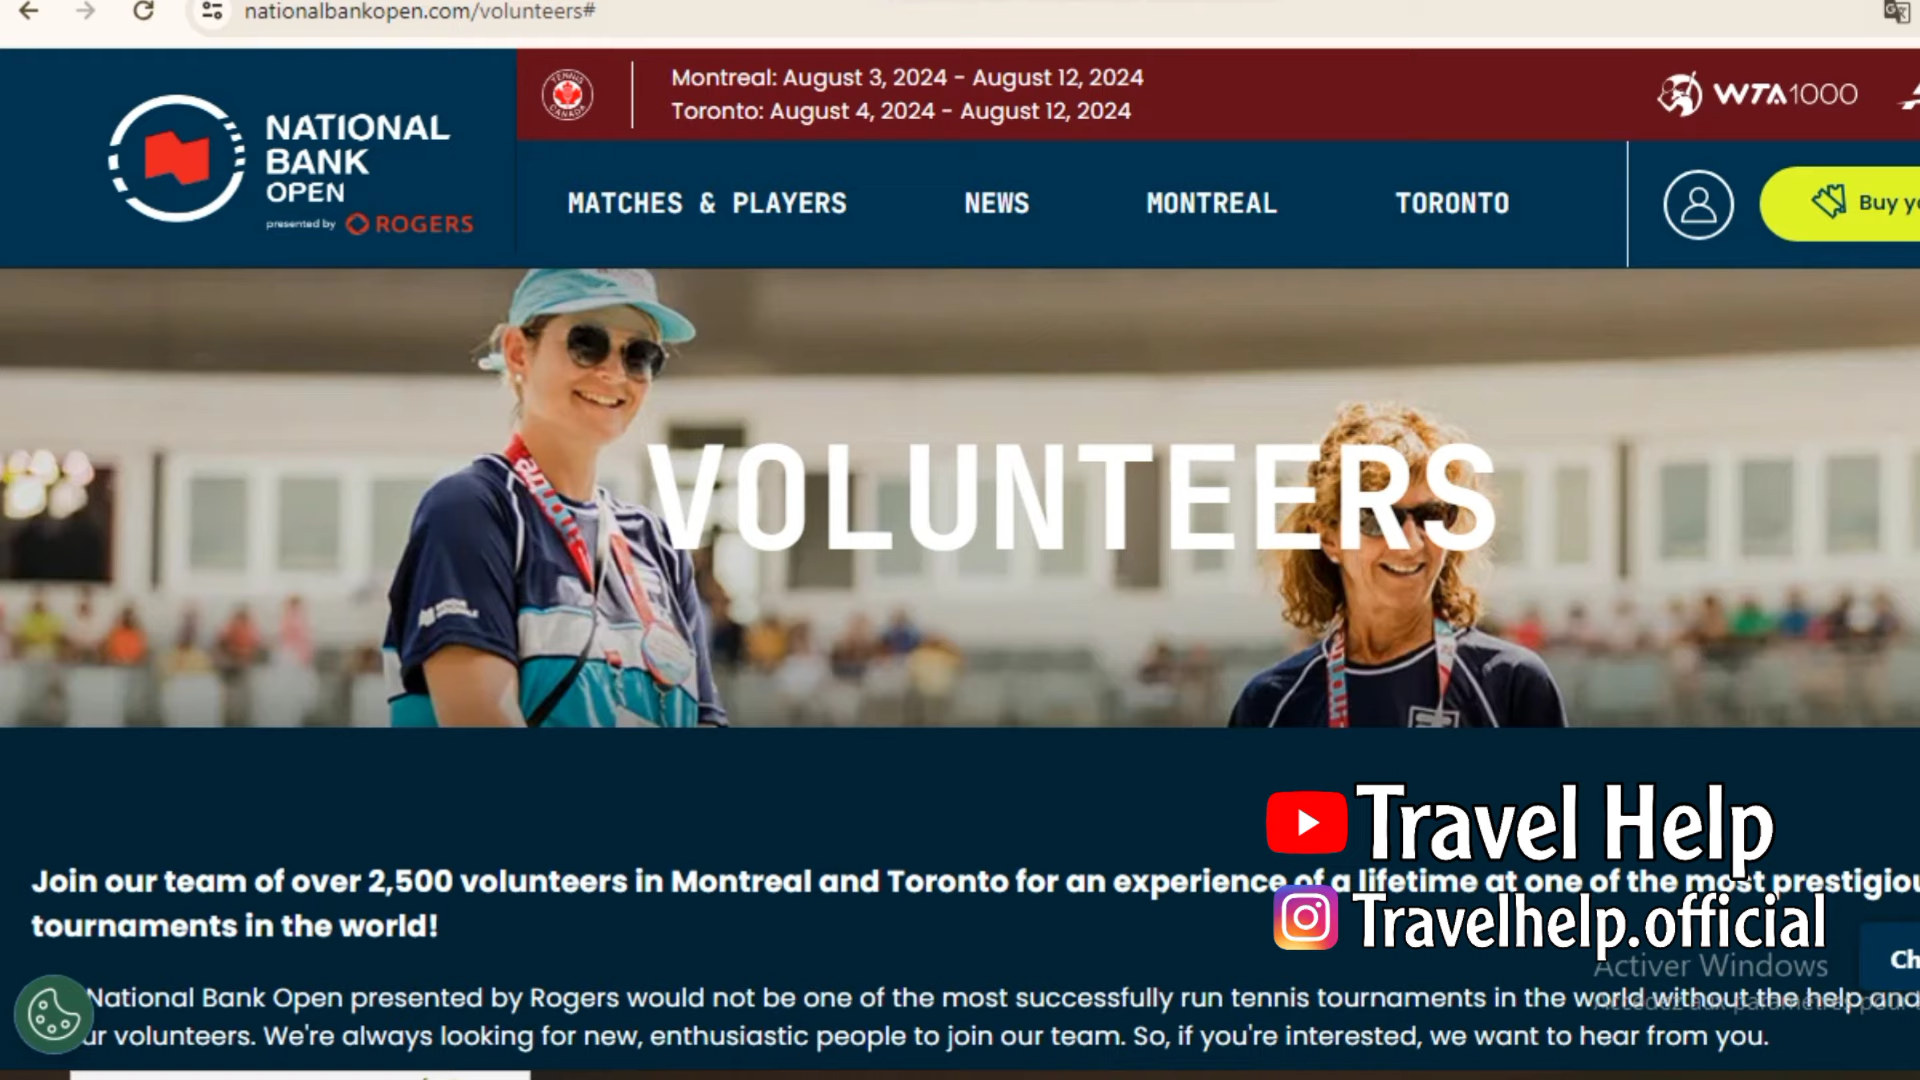 nationalbankopen.com/volunteers#
TENNIS
CANADA
Montreal: August 3, 2024 - August 12, 2024
Toronto: August 4, 2024 - August 12, 2024
WTA1000
NATIONAL
BANK
OPEN
presented by ROGERS
MATCHES & PLAYERS
NEWS
MONTREAL
TORONTO
Buy
VOLUNTEERS
Travel Help
Join our team of over 2,500 volunteers in Montreal and Toronto for an experience of a lifetime at one of the most
tournaments in the world!
Travelhelp.official
Activer Windows
National Bank Open presented by Rogers would not be one of the most successfully run tennis tournaments in the world without the help and
volunteers. We're always looking for new, enthusiastic people to join our team. So, if you're interested, we want to hear from you.